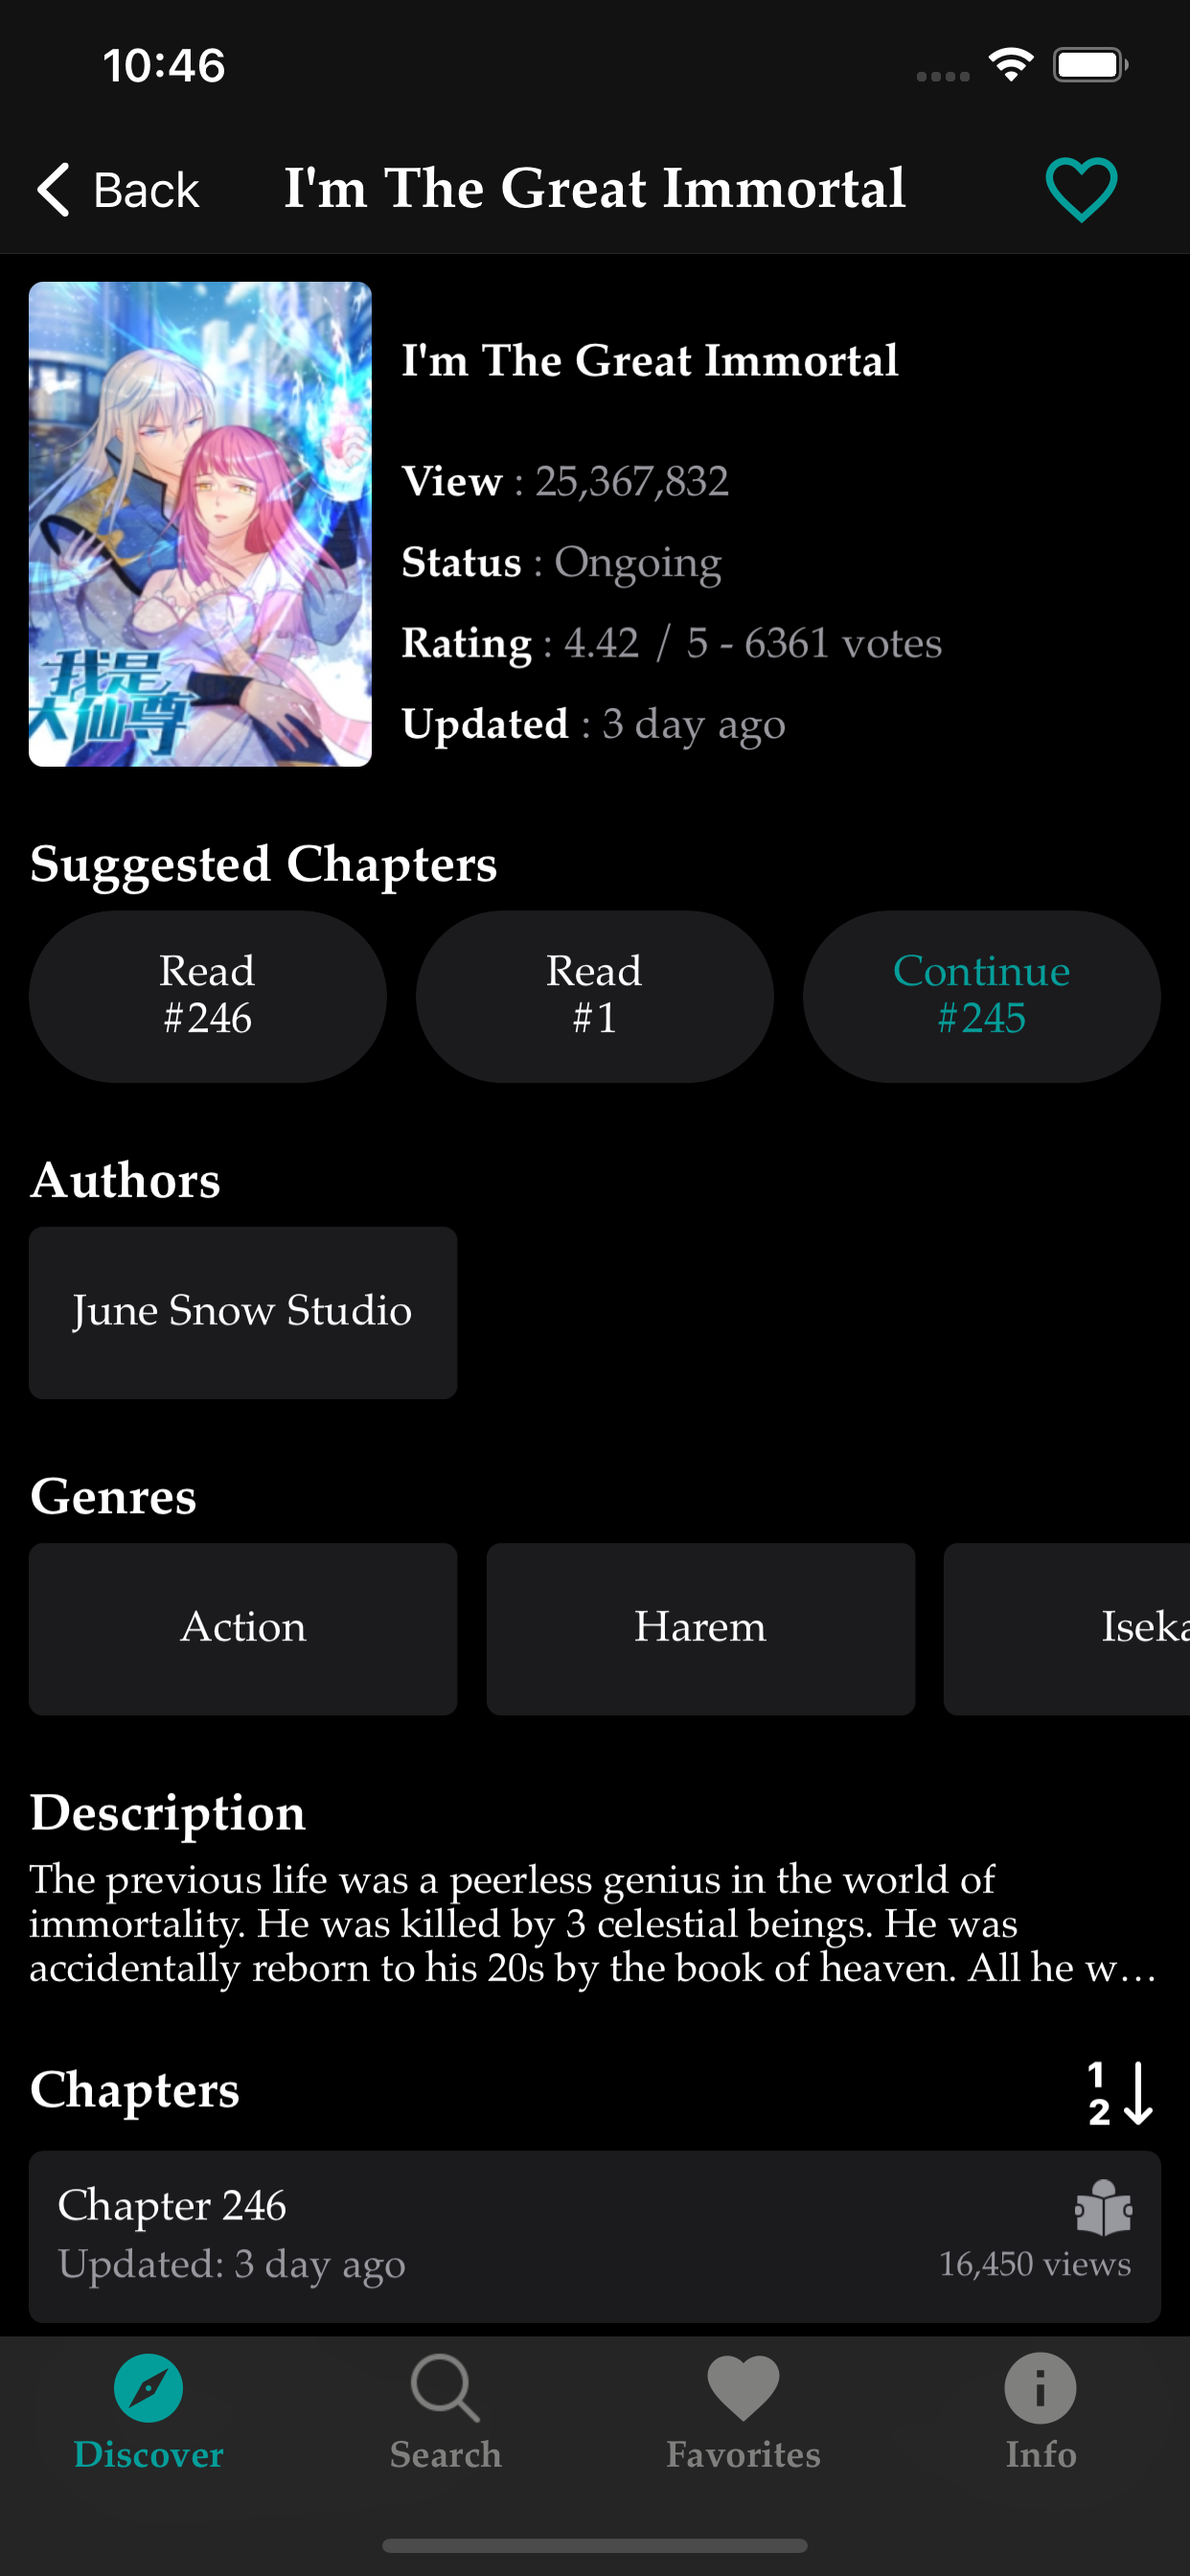 10:46
Back
I'm The Great Immortal
我是
大仙尊
I'm The Great Immortal
View : 25,367,832
Status : Ongoing
Rating : 4.42 / 5 - 6361 votes
Updated : 3 day ago
Suggested Chapters
Read
#246
Read
#1
Continue
#245
Authors
June Snow Studio
Genres
Action
Harem
Iseka
Description
The previous life was a peerless genius in the world of
immortality. He was killed by 3 celestial beings. He was
accidentally reborn to his 20s by the book of heaven. All he w...
Chapters
1
2
Chapter 246
Updated: 3 day ago
16,450 views
Discover
Search
Favorites
Info